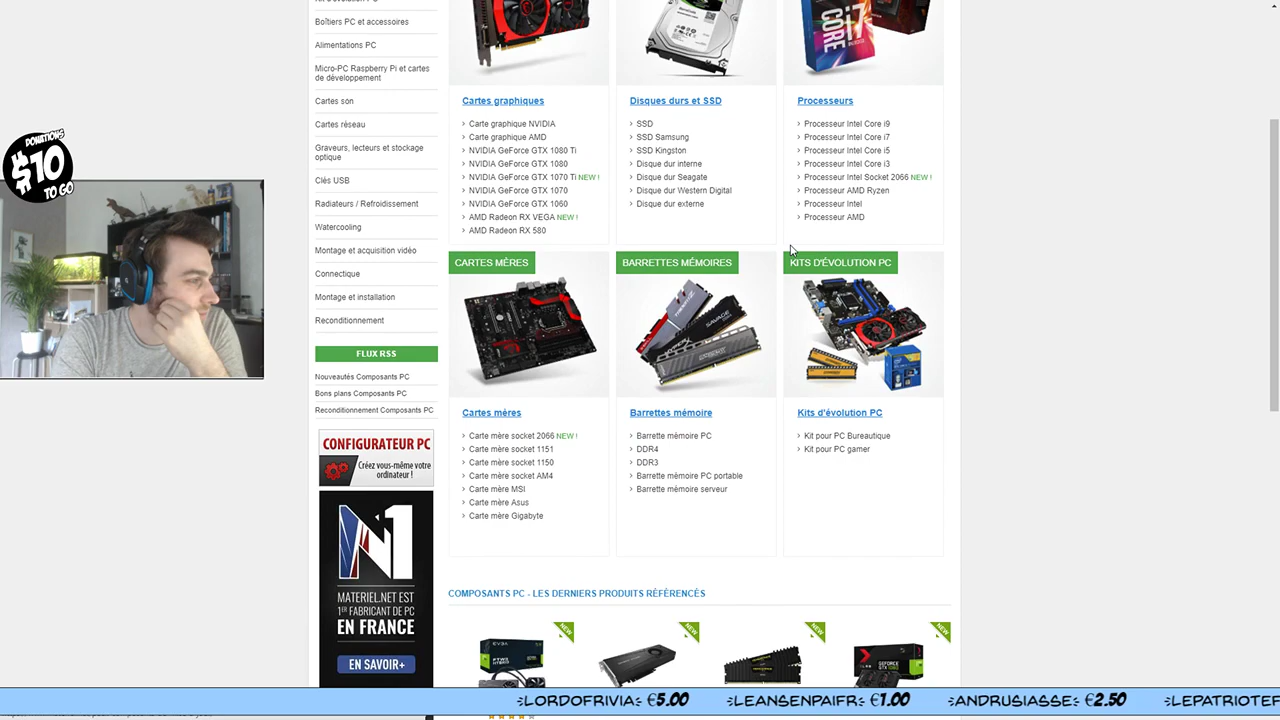 Boîtiers PC et accessoires
Alimentations PC
Micro-PC Raspberry Pi et cartes
de développement
Cartes son
Cartes réseau
Graveurs, lecteurs et stockage
optique
Clés USB
Radiateurs / Refroidissement
Watercooling
Montage et acquisition vidéo
Connectique
Montage et installation
Reconditionnement
FLUX RSS
Nouveautés Composants PC
Bons plans Composants PC
Reconditionnement Composants PC
CONFIGURATEUR PC
Créez vous-même votre
ordinateur !
N1
MATERIEL.NET EST
1ER FABRICANT DE PC
EN FRANCE
EN SAVOIR+
DONATIONS
$10
TO GO
CORE i7
Cartes graphiques
Carte graphique NVIDIA
Carte graphique AMD
NVIDIA GeForce GTX 1080 Ti
NVIDIA GeForce GTX 1080
NVIDIA GeForce GTX 1070 Ti NEW !
NVIDIA GeForce GTX 1070
NVIDIA GeForce GTX 1060
AMD Radeon RX VEGA NEW !
AMD Radeon RX 580
Disques durs et SSD
SSD
SSD Samsung
SSD Kingston
Disque dur interne
Disque dur Seagate
Disque dur Western Digital
Disque dur externe
Processeurs
Processeur Intel Core i9
Processeur Intel Core i7
Processeur Intel Core i5
Processeur Intel Core i3
Processeur Intel Socket 2066 NEW !
Processeur AMD Ryzen
Processeur Intel
Processeur AMD
CARTES MÈRES
Cartes mères
Carte mère socket 2066 NEW !
Carte mère socket 1151
Carte mère socket 1150
Carte mère socket AM4
Carte mère MSI
Carte mère Asus
Carte mère Gigabyte
BARRETTES MÉMOIRES
Barrettes mémoire
Barrette mémoire PC
DDR4
DDR3
Barrette mémoire PC portable
Barrette mémoire serveur
KITS D'ÉVOLUTION PC
Kits d'évolution PC
Kit pour PC Bureautique
Kit pour PC gamer
COMPOSANTS PC - LES DERNIERS PRODUITS RÉFÉRENCÉS
NEW
NEW
NEW
NEW
LORDOFRIVIA €5.00
LEANSENPAIFR €1.00
ANDRUSIASSE €2.50
LEPATRIOTEF